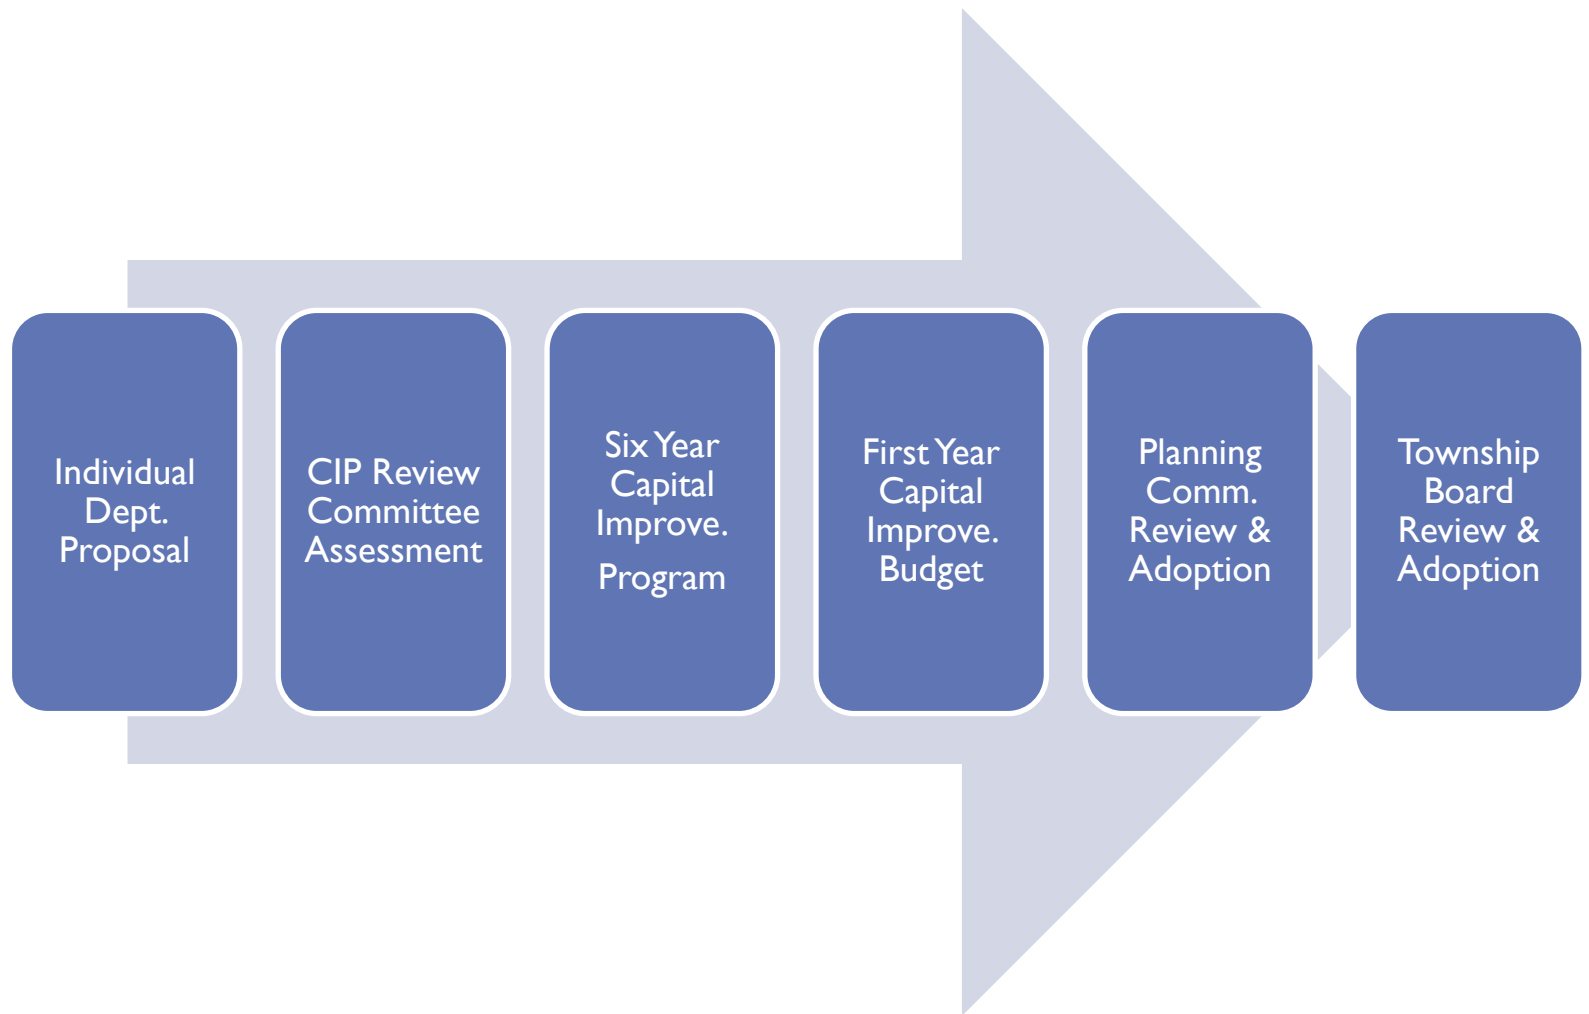 Individual
Dept.
Proposal
CIP Review
Committee
Assessment
Six Year
Capital
Improve.
Program
First Year
Capital
Improve.
Budget
Planning
Comm.
Review &
Adoption
Township
Board
Review &
Adoption